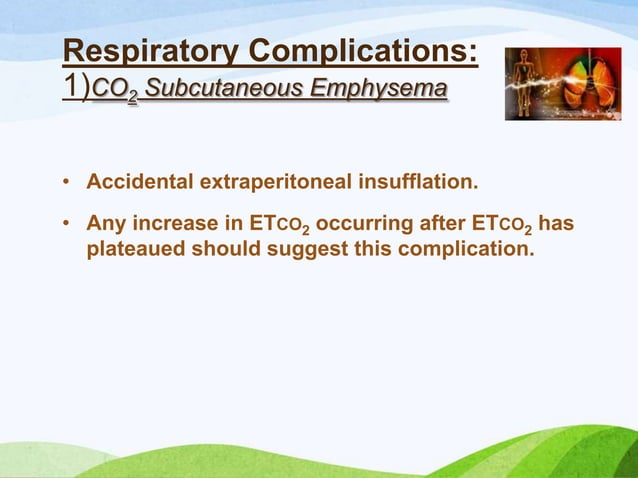 Respiratory Complications:
1)CO₂ Subcutaneous Emphysema
• Accidental extraperitoneal insufflation.
• Any increase in ETCO₂ occurring after ETCO₂ has
plateaued should suggest this complication.